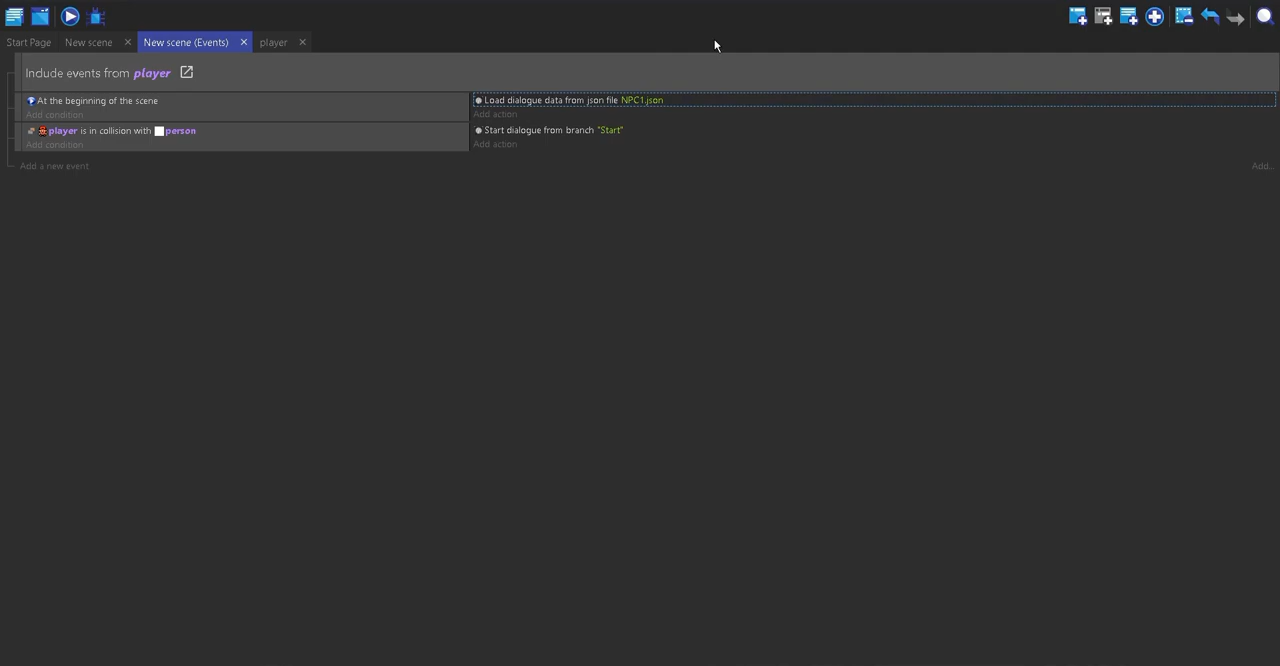 Start Page New scene × New scene (Events) × player ×
Include events from player
At the beginning of the scene
Add condition
Load dialogue data from json file NPC1.json
Add action
player is in collision with person
Add condition
Start dialogue from branch "Start"
Add action
Add a new event
Add...